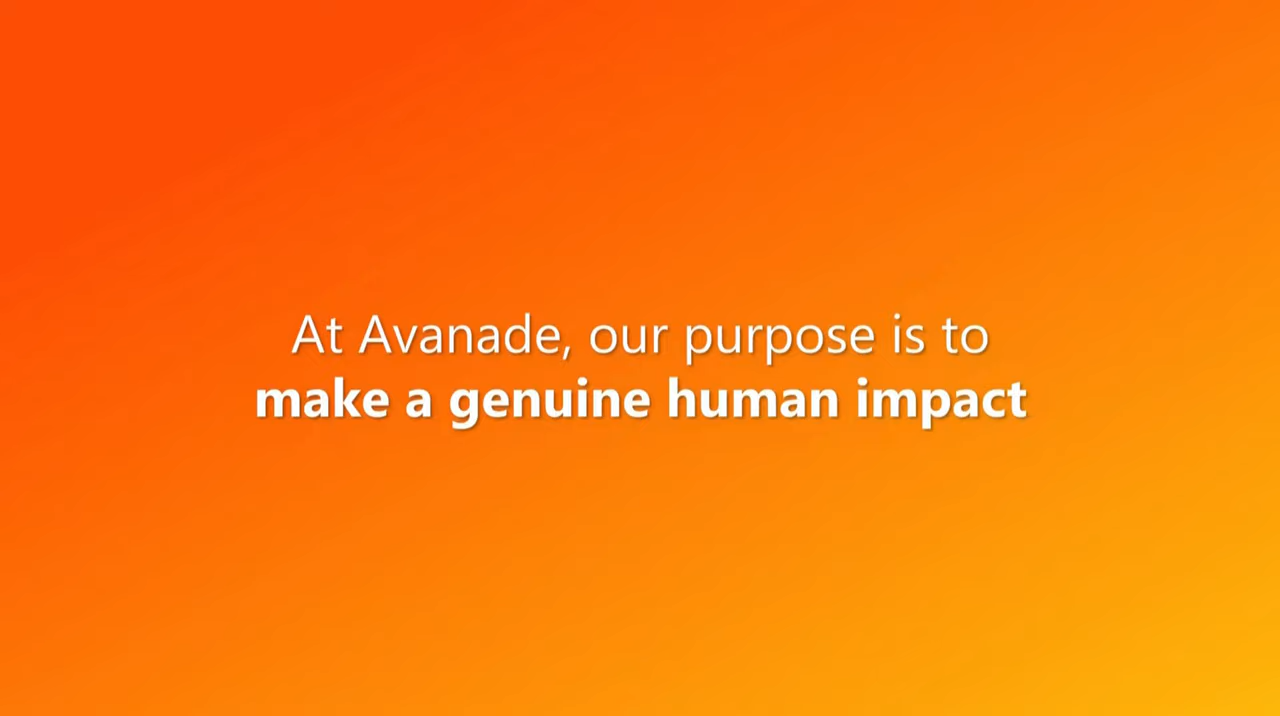 At Avanade, our purpose is to
make a genuine human impact